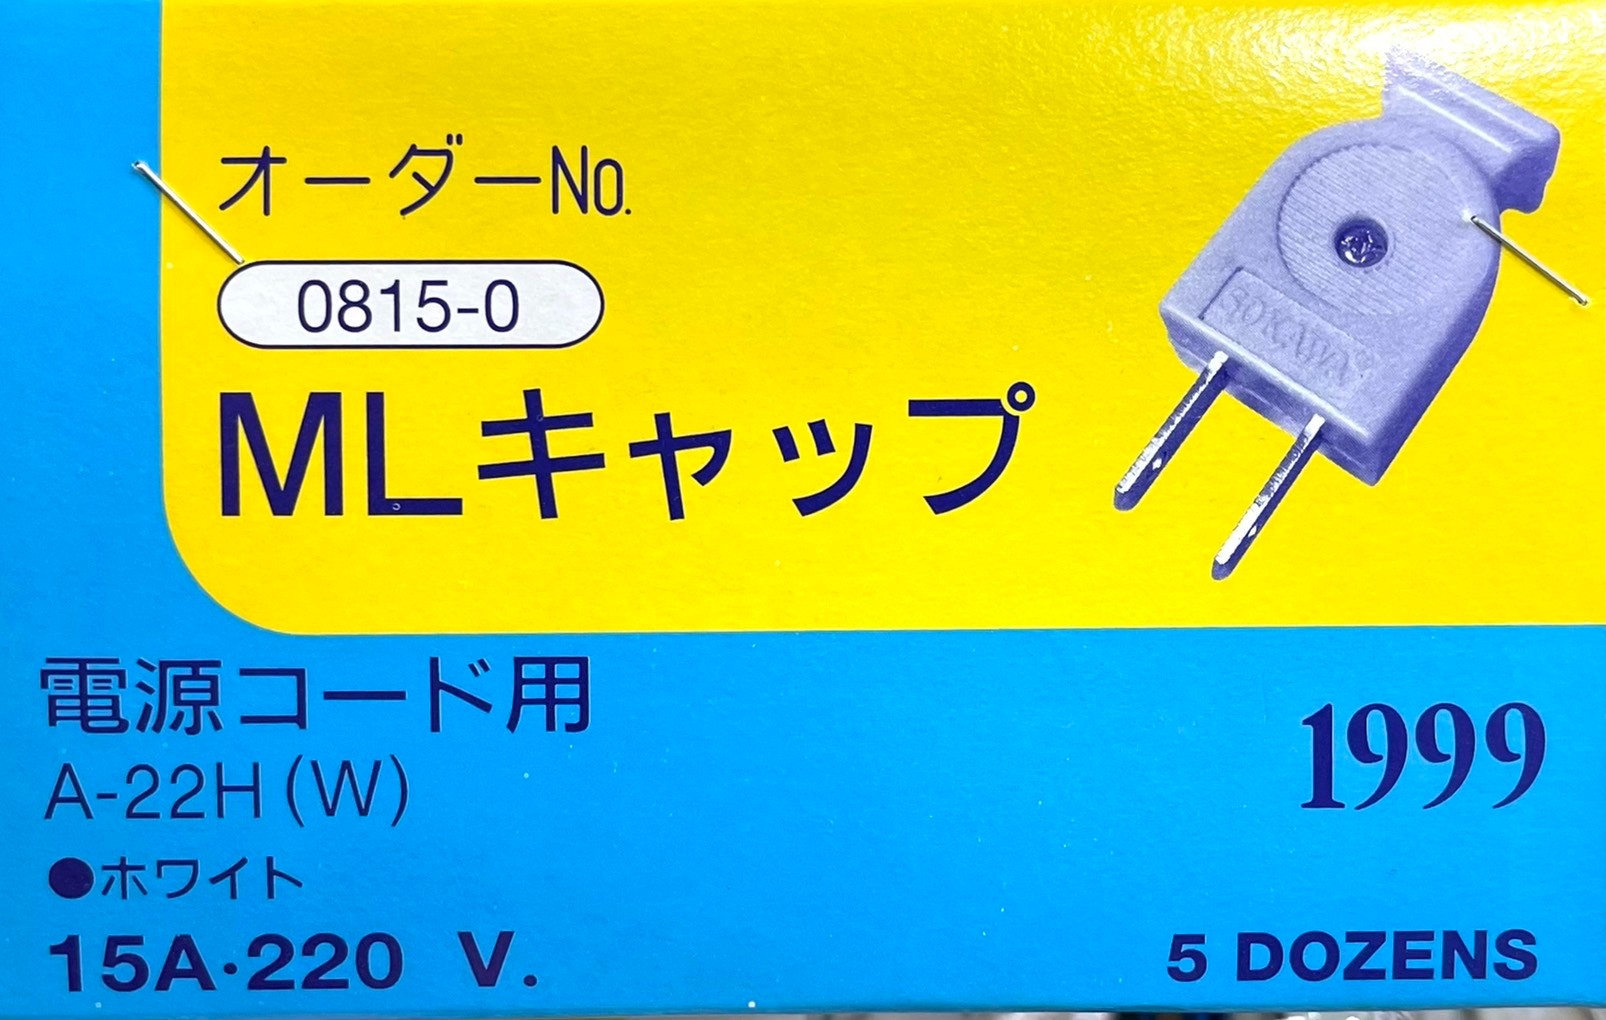 オーダーNo.
0815-0
MLキャップ
電源コード用
A-22H(W)
●ホワイト
15A·220 V.
1999
5 DOZENS